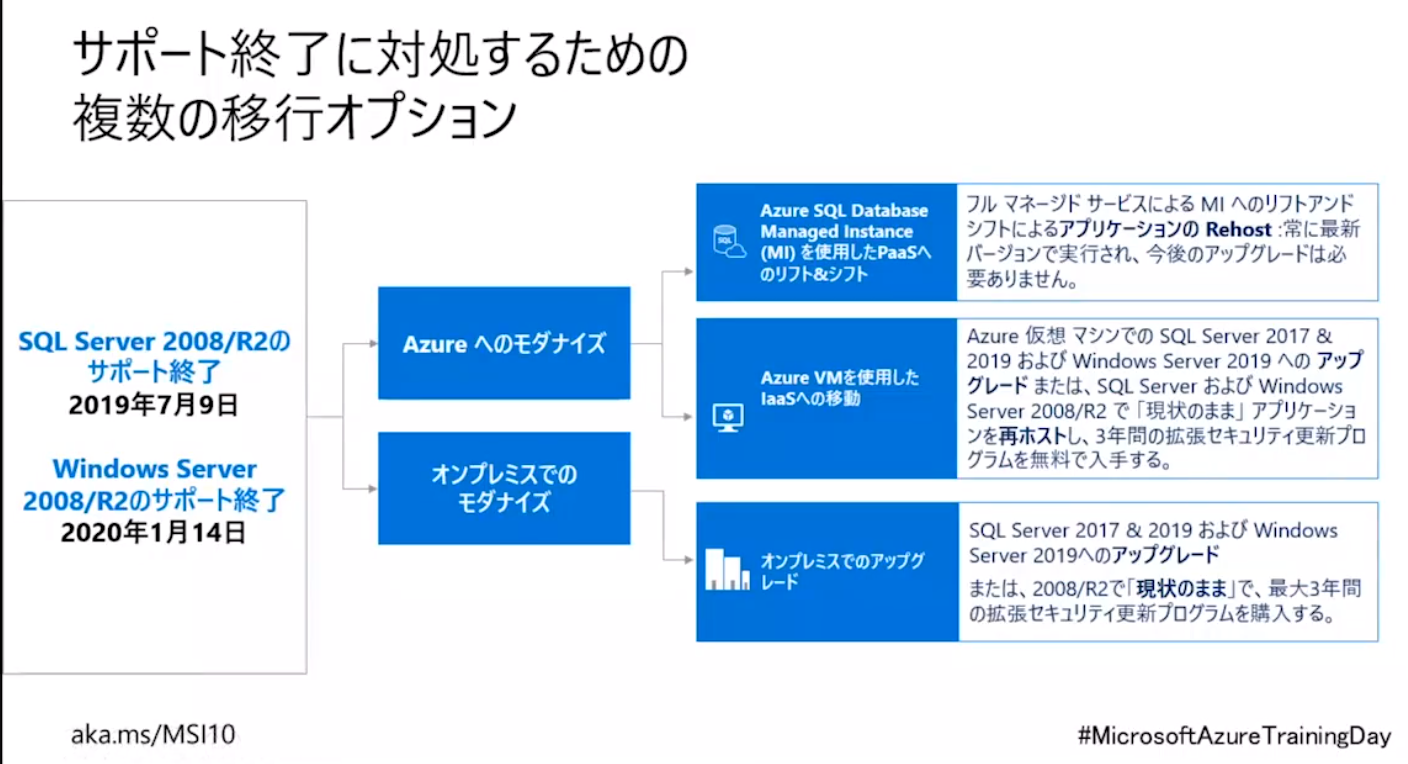 サポート終了に対処するための
複数の移行オプション
SQL Server 2008/R2の
サポート終了
2019年7月9日
Windows Server
2008/R2のサポート終了
2020年1月14日
Azure へのモダナイズ
オンプレミスでの
モダナイズ
SQL
Azure SQL Database
Managed Instance
(MI) を使用したPaaSへ
のリフト&シフト
フル マネージド サービスによる MI へのリフトアンド
シフトによるアプリケーションの Rehost :常に最新
バージョンで実行され、今後のアップグレードは必
要ありません。
Azure VMを使用した
IaaSへの移動
Azure 仮想 マシンでの SQL Server 2017 &
2019 および Windows Server 2019 への アップ
グレード または、SQL Server および Windows
Server 2008/R2 で「現状のまま」アプリケーショ
ンを再ホストし、3年間の拡張セキュリティ更新プロ
グラムを無料で入手する。
オンプレミスでのアップグ
レード
SQL Server 2017 & 2019 および Windows
Server 2019へのアップグレード
または、2008/R2で「現状のまま」で、最大3年間
の拡張セキュリティ更新プログラムを購入する。
aka.ms/MSI10
#MicrosoftAzureTrainingDay